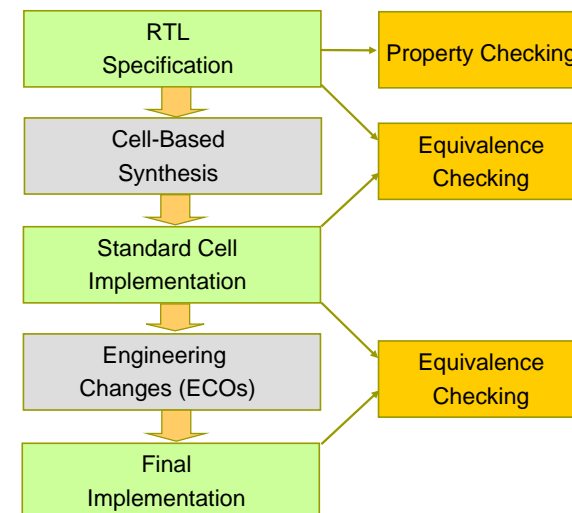 RTL
Specification
Property Checking
Cell-Based
Synthesis
Equivalence
Checking
Standard Cell
Implementation
Engineering
Changes (ECOs)
Equivalence
Checking
Final
Implementation